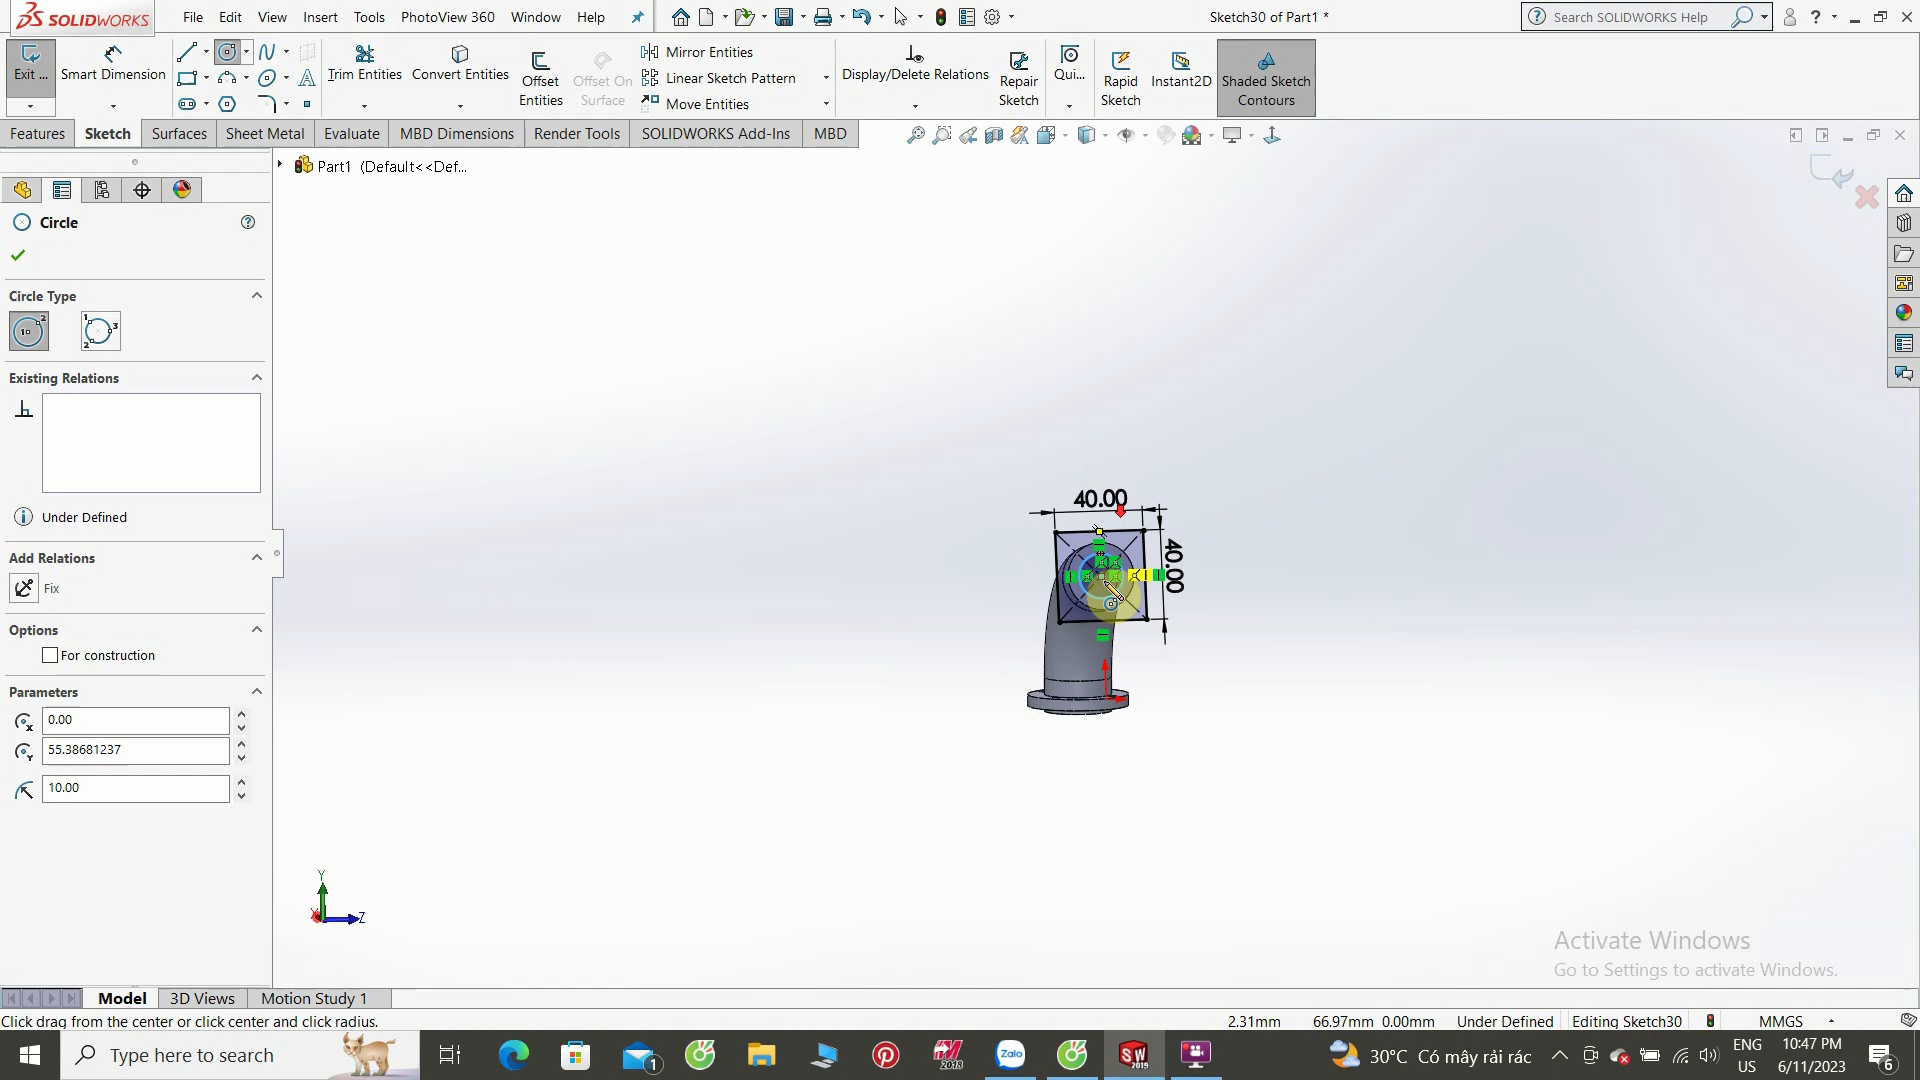 SOLIDWORKS File Edit View Insert Tools PhotoView 360 Window Help Sketch30 of Part1 * Search SOLIDWORKS Help
Exit ... Smart Dimension Trim Entities Convert Entities Offset Entities Offset On Surface Mirror Entities Linear Sketch Pattern Move Entities Display/Delete Relations Repair Sketch Qui... Rapid Sketch Instant2D Shaded Sketch Contours
Features Sketch Surfaces Sheet Metal Evaluate MBD Dimensions Render Tools SOLIDWORKS Add-Ins MBD
Part1 (Default<<Def...
Circle
Circle Type
Existing Relations
Under Defined
Add Relations
Fix
Options
For construction
Parameters
0.00
55.38681237
10.00
40.00
40.00
Y
X
Z
Activate Windows
Go to Settings to activate Windows.
Model 3D Views Motion Study 1
Click drag from the center or click center and click radius. 2.31mm 66.97mm 0.00mm Under Defined Editing Sketch30 MMGS
Type here to search 1 2018 Zalo SW 2019 30°C Có mây rải rác ENG US 10:47 PM 6/11/2023 6